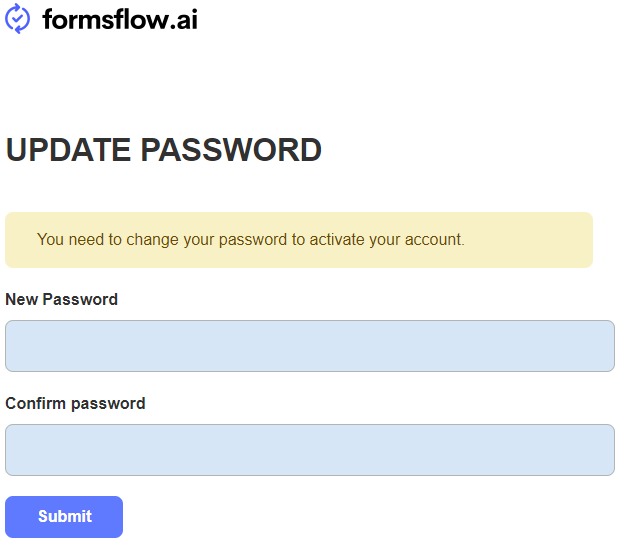 formsflow.ai
UPDATE PASSWORD
You need to change your password to activate your account.
New Password
Confirm password
Submit